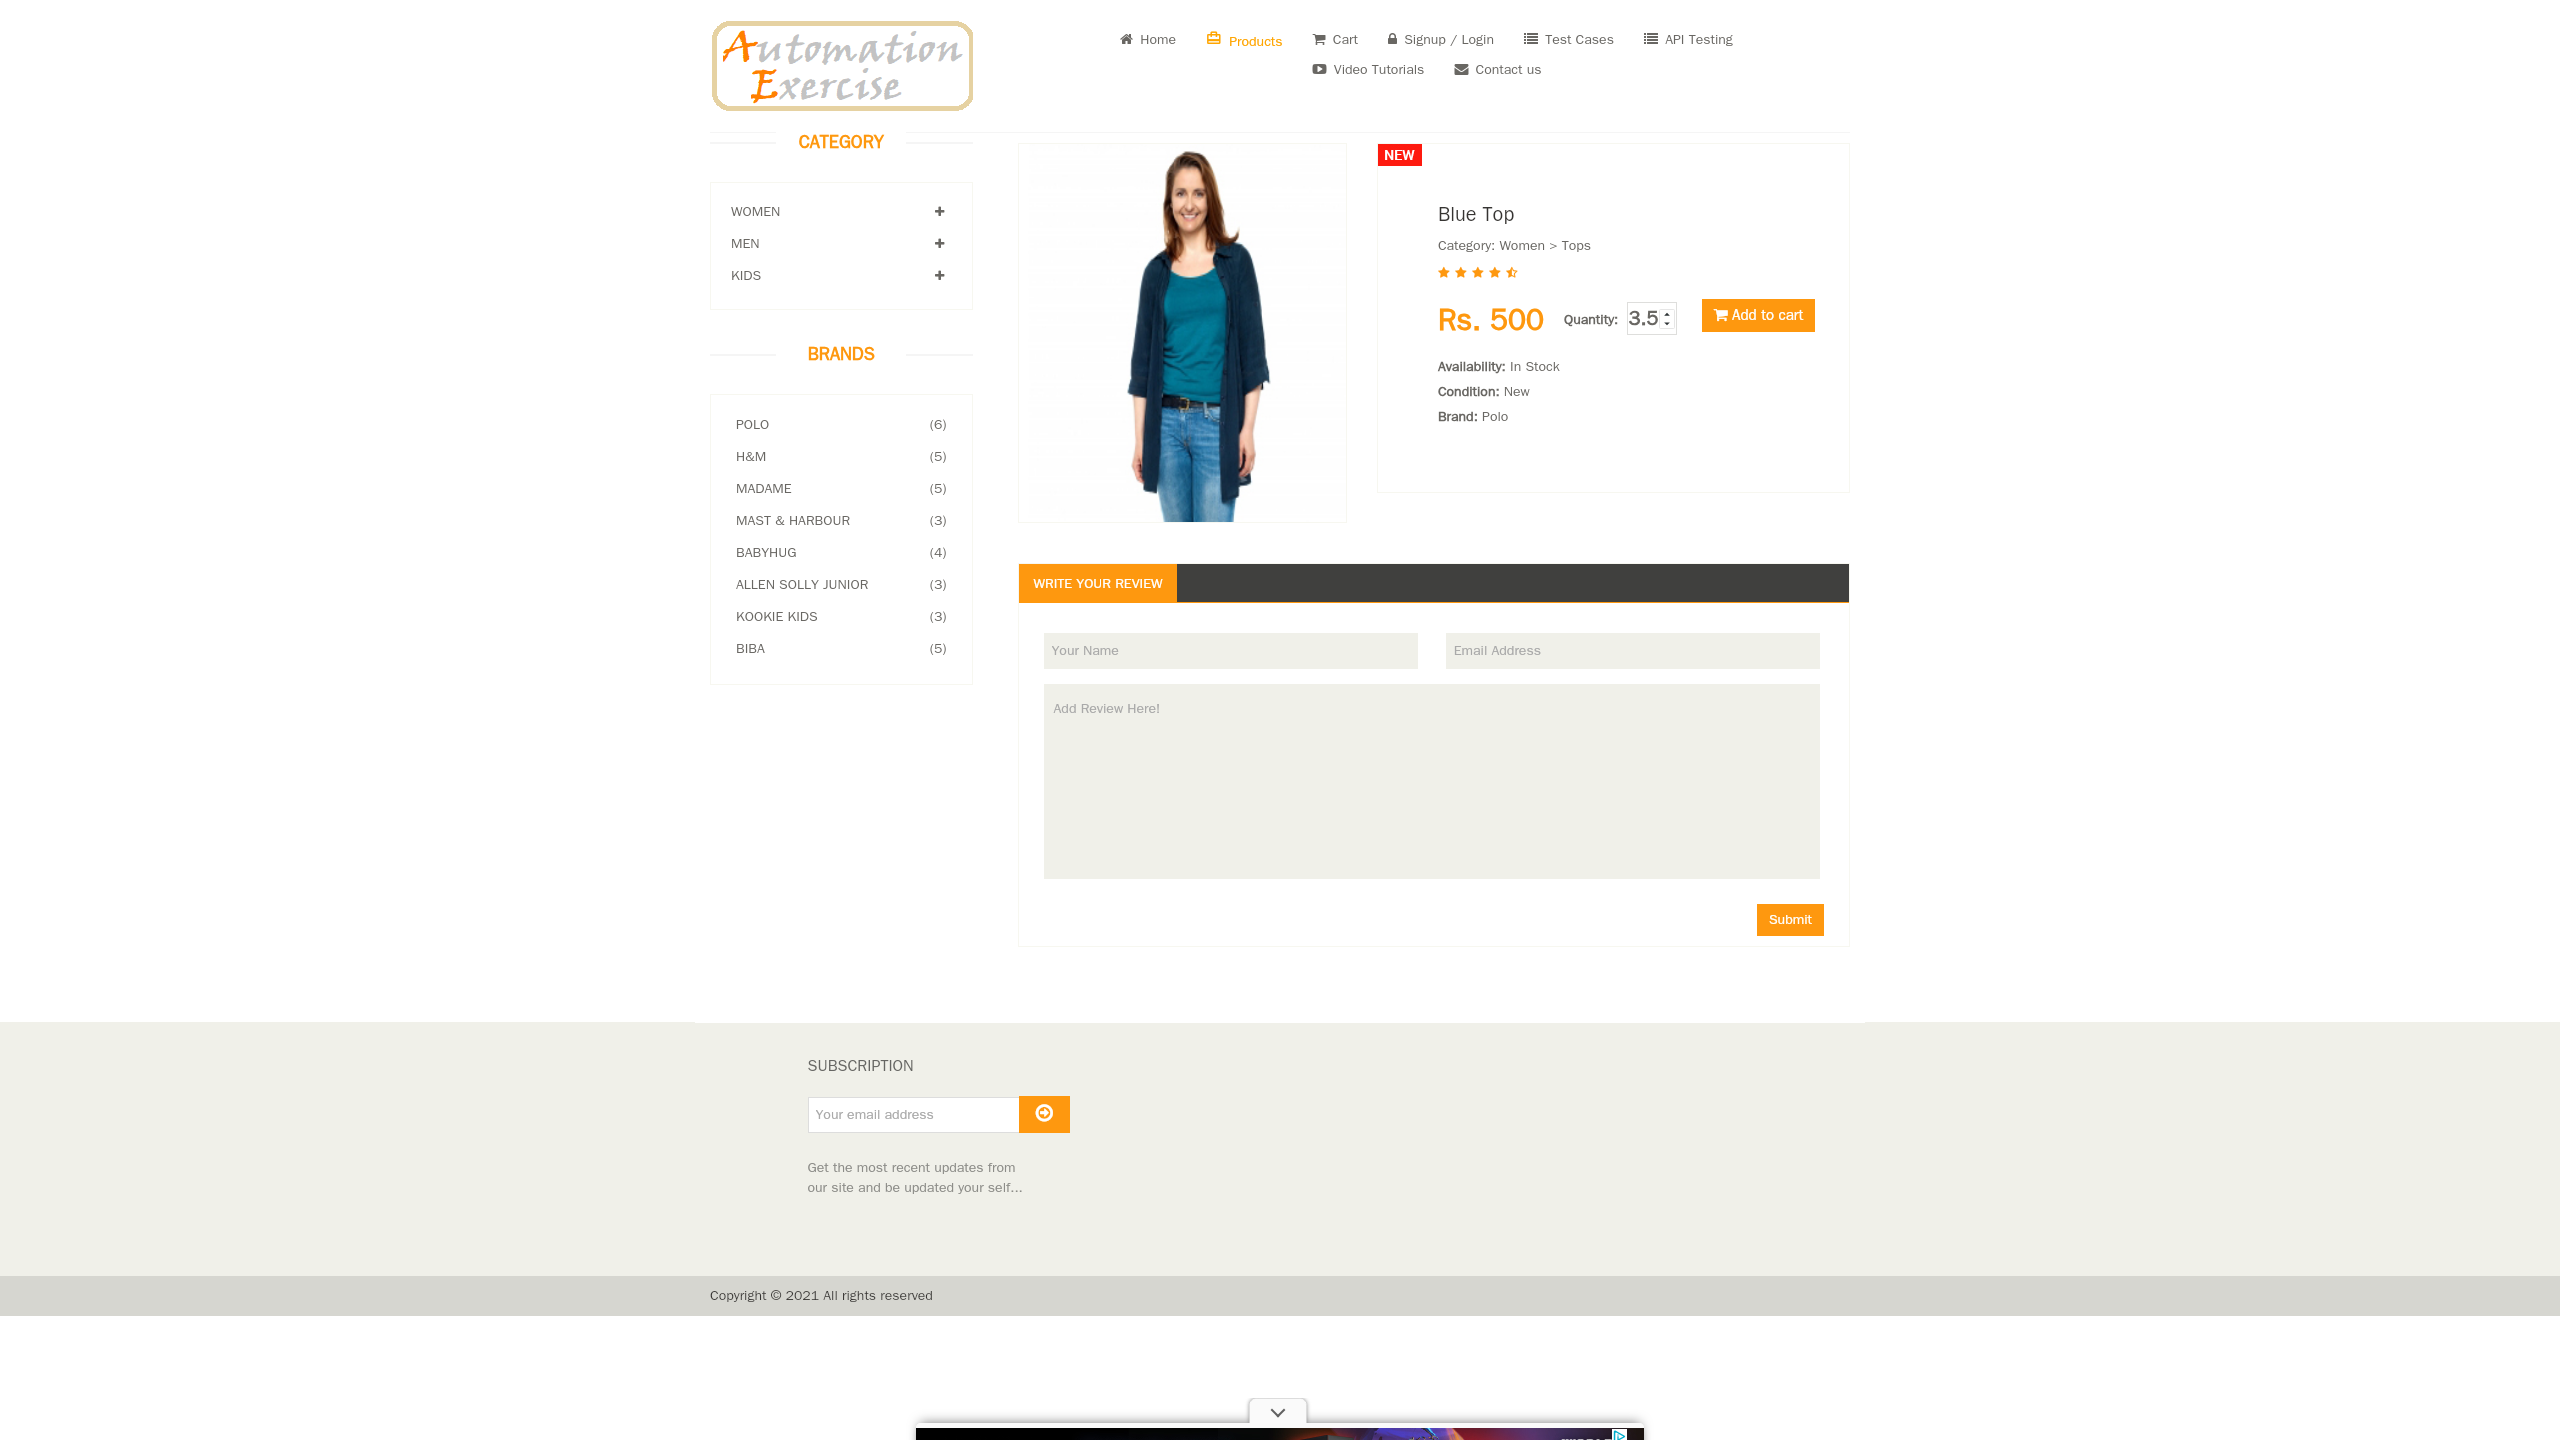 Automation
Exercise
Home
Products
Cart
Signup / Login
Test Cases
API Testing
Video Tutorials
Contact us
CATEGORY
WOMEN
MEN
KIDS
BRANDS
POLO (6)
H&M (5)
MADAME (5)
MAST & HARBOUR (3)
BABYHUG (4)
ALLEN SOLLY JUNIOR (3)
KOOKIE KIDS (3)
BIBA (5)
NEW
Blue Top
Category: Women > Tops
Rs. 500 Quantity: 3.5 Add to cart
Availability: In Stock
Condition: New
Brand: Polo
WRITE YOUR REVIEW
Your Name
Email Address
Add Review Here!
Submit
SUBSCRIPTION
Your email address
Get the most recent updates from
our site and be updated your self...
Copyright © 2021 All rights reserved